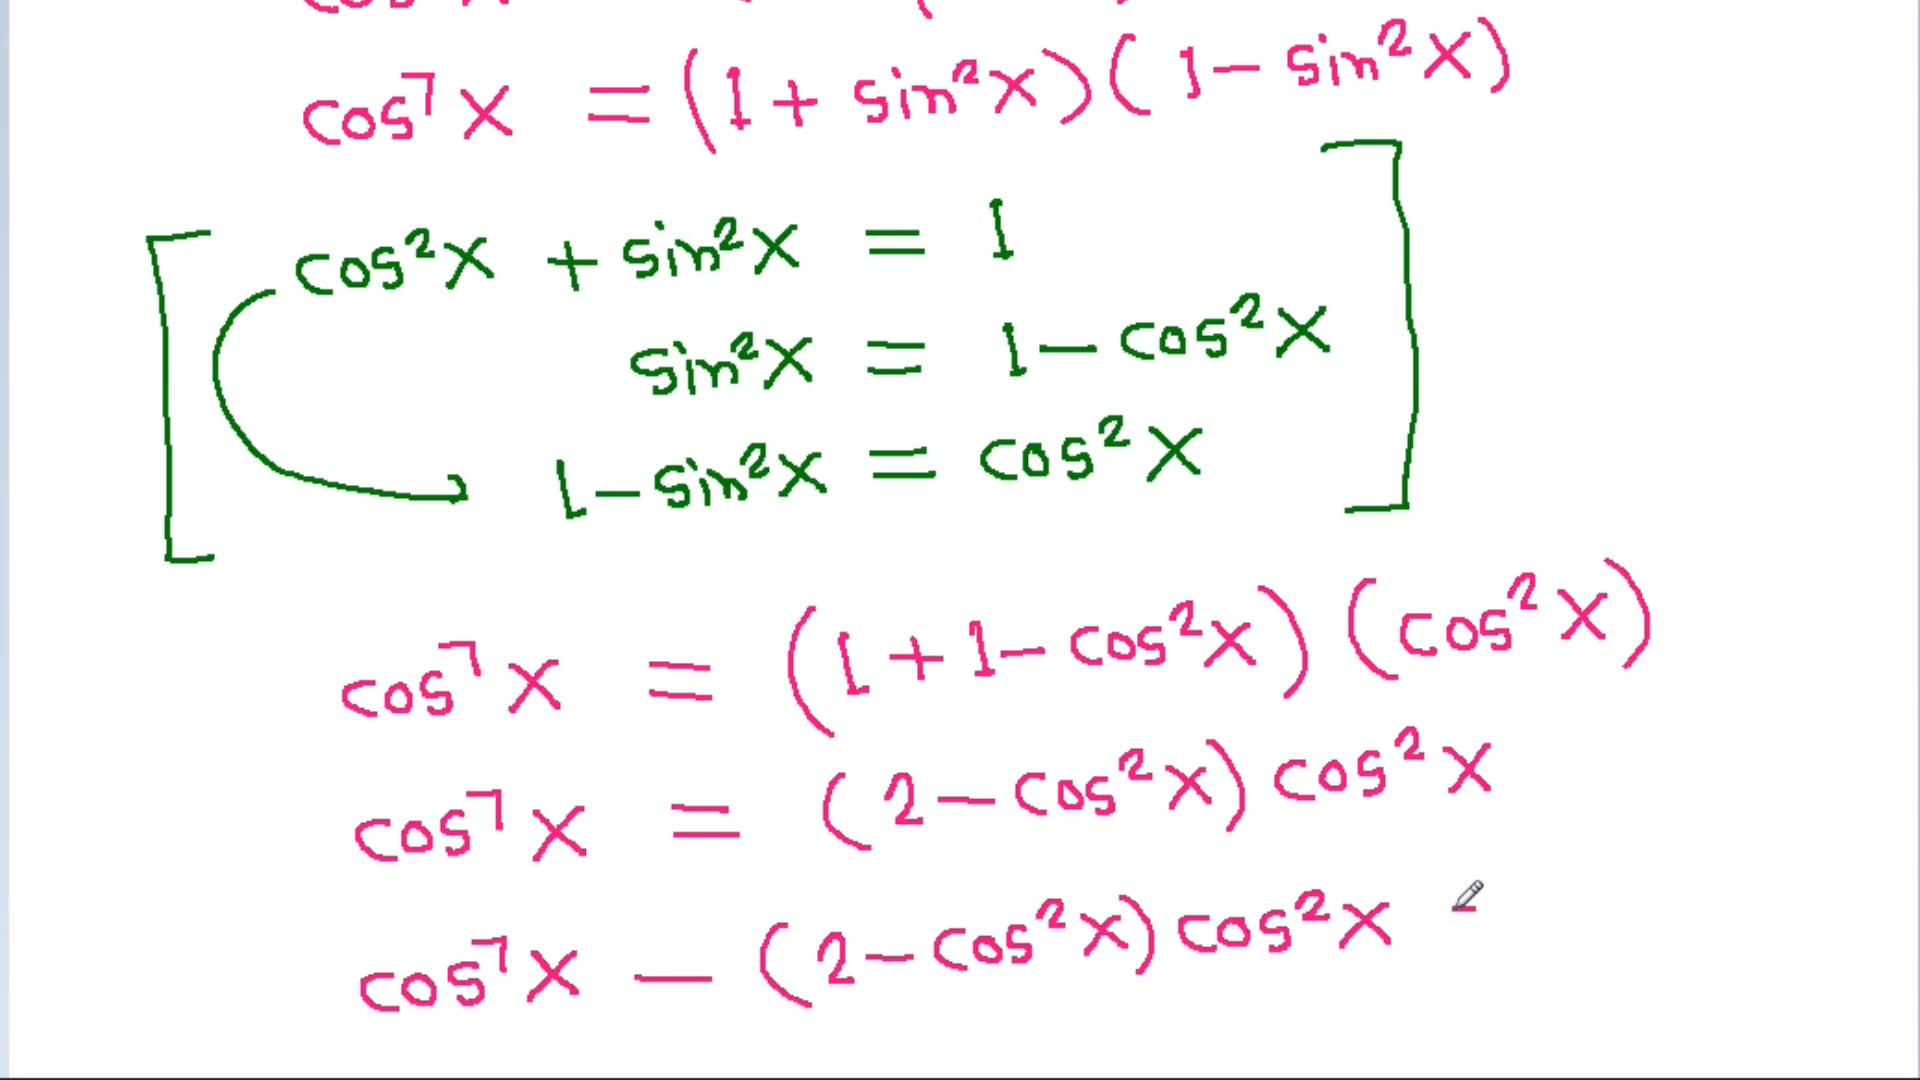 cos⁷x = (1 + sin²x)(1 - sin²x)
cos²x + sin²x = 1
sin²x = 1 - cos²x
1 - sin²x = cos²x
cos⁷x = (1 + 1 - cos²x)(cos²x)
cos⁷x = (2 - cos²x) cos²x
cos⁷x - (2 - cos²x) cos²x